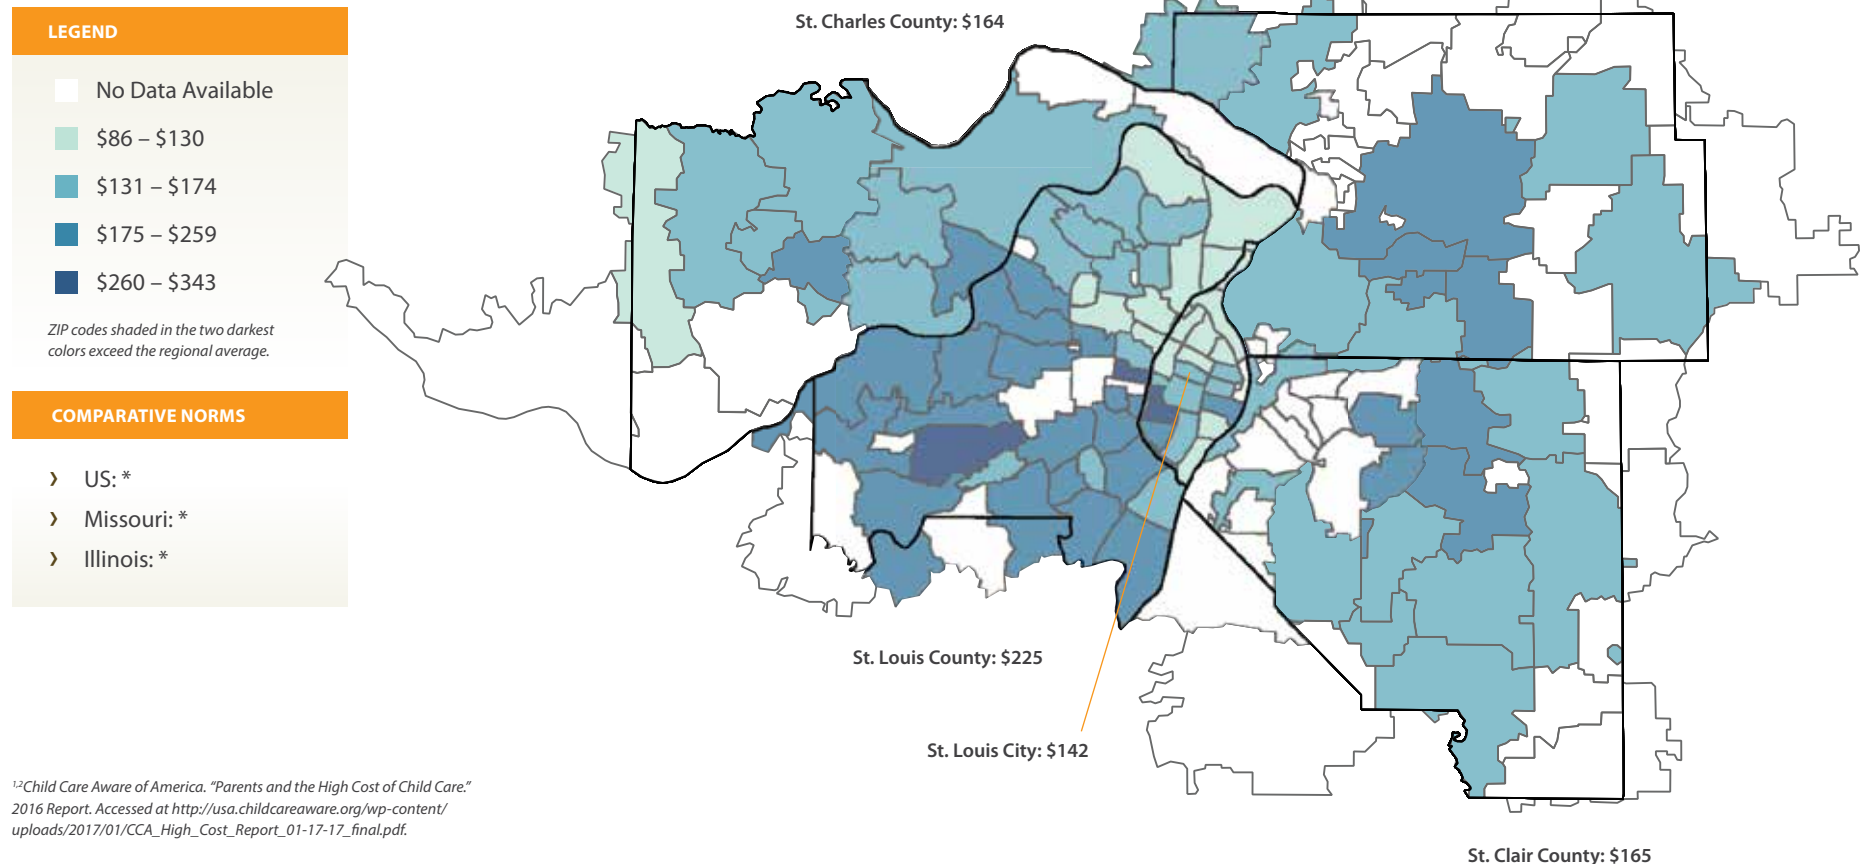 LEGEND
No Data Available
$86 – $130
$131 – $174
$175 – $259
$260 – $343
ZIP codes shaded in the two darkest
colors exceed the regional average.
COMPARATIVE NORMS
› US: *
› Missouri: *
› Illinois: *
St. Charles County: $164
St. Louis County: $225
St. Louis City: $142
St. Clair County: $165
1,2Child Care Aware of America. “Parents and the High Cost of Child Care.”
2016 Report. Accessed at http://usa.childcareaware.org/wp-content/
uploads/2017/01/CCA_High_Cost_Report_01-17-17_final.pdf.